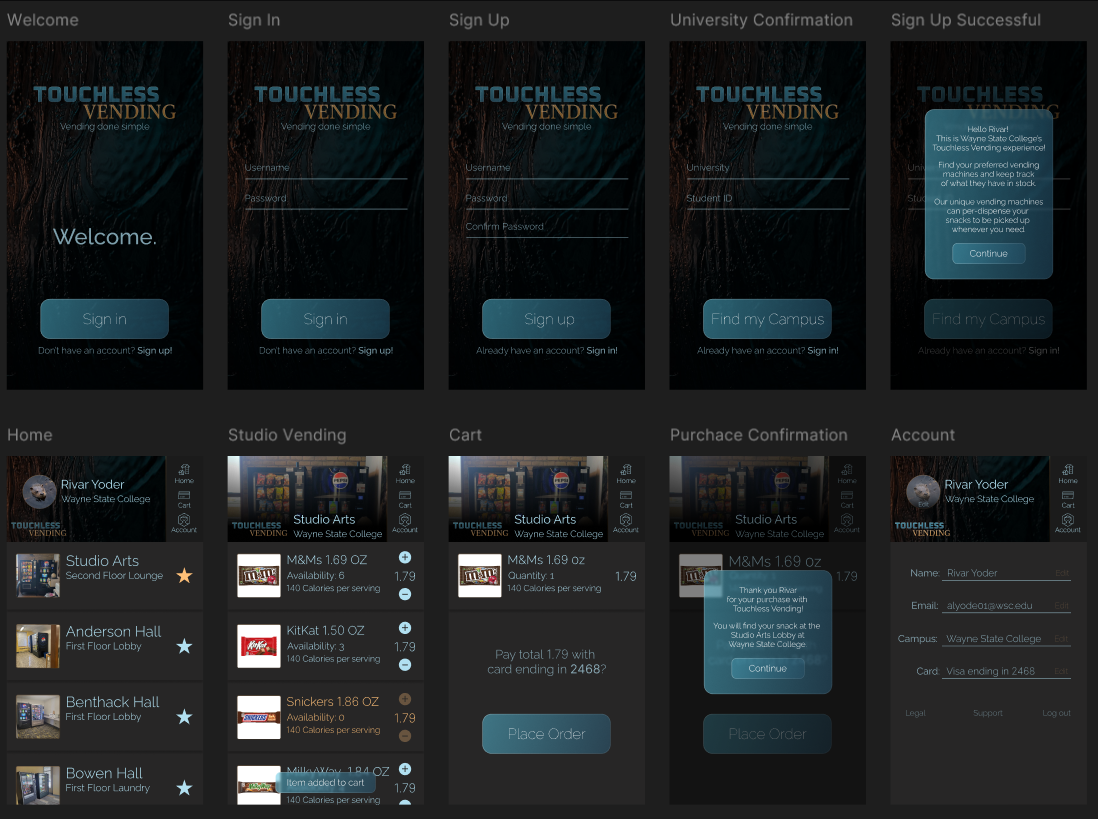 Welcome
Sign In
Sign Up
University Confirmation
Sign Up Successful
TOUCHLESS
VENDING
Vending done simple
Welcome.
Sign in
Don't have an account? Sign up!
TOUCHLESS
VENDING
Vending done simple
Username
Password
Sign in
Don't have an account? Sign up!
TOUCHLESS
VENDING
Vending done simple
Username
Password
Confirm Password
Sign up
Already have an account? Sign in!
TOUCHLESS
VENDING
Vending done simple
University
Student ID
Find my Campus
Already have an account? Sign in!
TOUCHLESS
VENDING
Hello Rivar!
This is Wayne State College's
Touchless Vending experience!
Find your preferred vending
machines and keep track
of what they have in stock.
Our unique vending machines
can per-dispense your
snacks to be picked up
whenever you need.
Continue
Find my Campus
Already have an account? Sign in!
Home
Studio Vending
Cart
Purchace Confirmation
Account
Rivar Yoder
Wayne State College
TOUCHLESS
VENDING
Home
Cart
Account
Studio Arts
Second Floor Lounge
Anderson Hall
First Floor Lobby
Benthack Hall
First Floor Lobby
Bowen Hall
First Floor Laundry
pepsi
TOUCHLESS
VENDING
Studio Arts
Wayne State College
Home
Cart
Account
m&m's
M&Ms 1.69 OZ
Availability: 6
140 Calories per serving
1.79
KitKat
KitKat 1.50 OZ
Availability: 3
140 Calories per serving
1.79
SNICKERS
Snickers 1.86 OZ
Availability: 0
140 Calories per serving
1.79
MilkyWay 1.84 OZ
Item added to cart
140 Calories per serving
1.79
pepsi
TOUCHLESS
VENDING
Studio Arts
Wayne State College
Home
Cart
Account
m&m's
M&Ms 1.69 oz
Quantity: 1
140 Calories per serving
1.79
Pay total 1.79 with
card ending in 2468?
Place Order
pepsi
TOUCHLESS
VENDING
Studio Arts
Wayne State College
Home
Cart
Account
M&Ms 1.69 oz
1.79
Thank you Rivar
for your purchase with
Touchless Vending!
You will find your snack at the
Studio Arts Lobby at
Wayne State College.
Continue
Place Order
Rivar Yoder
Wayne State College
Edit
TOUCHLESS
VENDING
Home
Cart
Account
Name: Rivar Yoder Edit
Email: alyode01@wsc.edu Edit
Campus: Wayne State College Edit
Card: Visa ending in 2468 Edit
Legal
Support
Log out